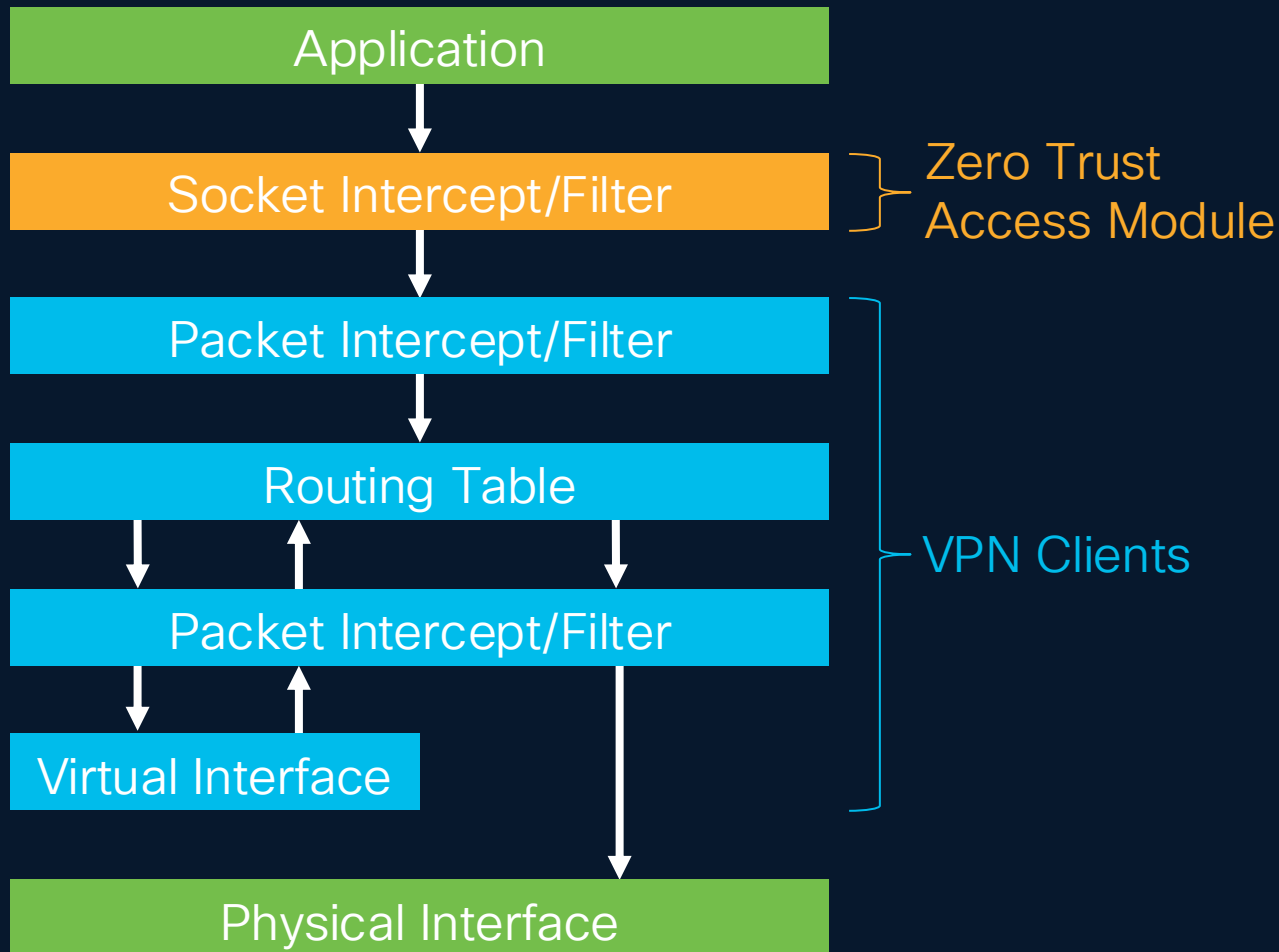 Application
Socket Intercept/Filter
Zero Trust
Access Module
Packet Intercept/Filter
Routing Table
VPN Clients
Packet Intercept/Filter
Virtual Interface
Physical Interface